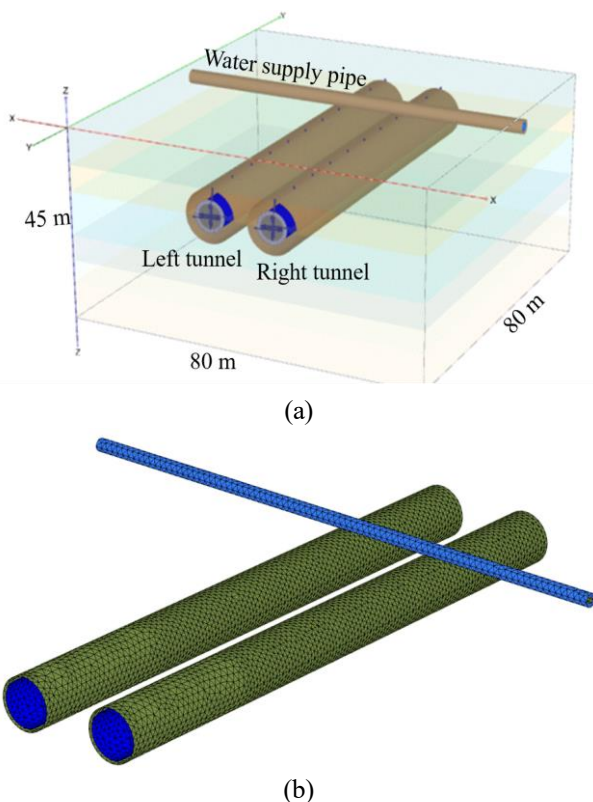 Y
Water supply pipe
Z
X
Y
X
45 m
Left tunnel
Right tunnel
80 m
Z
80 m
(a)
(b)